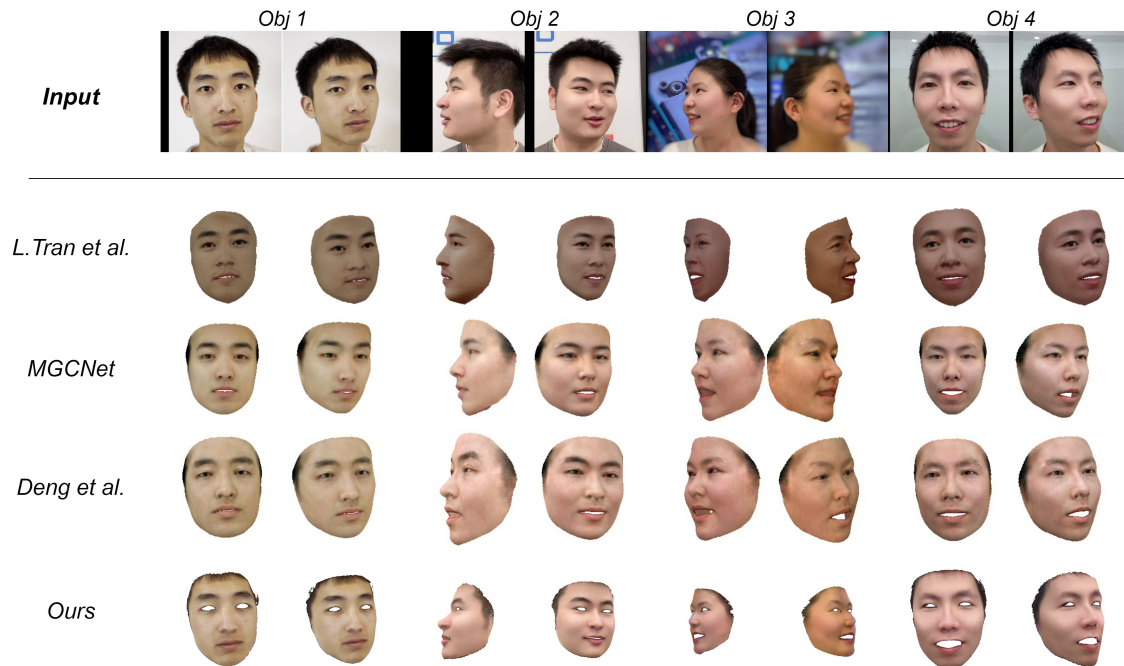 Obj 1 Obj 2 Obj 3 Obj 4
Input
L.Tran et al.
MGCNet
Deng et al.
Ours